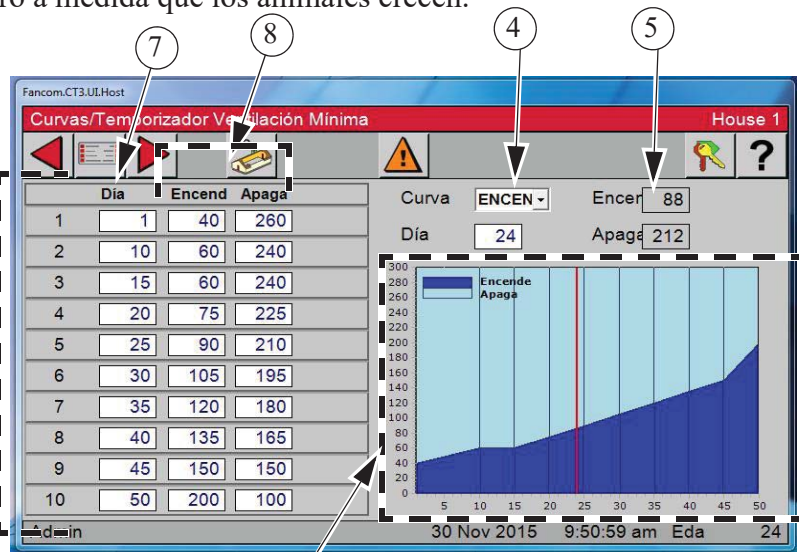 ro a medida que los animales crecen.
7 8 4 5
Fancom.CT3.UI.Host
Curvas/Temporizador Ventilación Mínima House 1
?
Dia Encend Apaga
1 1 40 260
2 10 60 240
3 15 60 240
4 20 75 225
5 25 90 210
6 30 105 195
7 35 120 180
8 40 135 165
9 45 150 150
10 50 200 100
Curva ENCEN Encen 88
Día 24 Apaga 212
Encende
Apaga
300
280
260
240
220
200
180
160
140
120
100
80
60
40
20
0
5 10 15 20 25 30 35 40 45 50
Admin 30 Nov 2015 9:50:59 am Eda 24